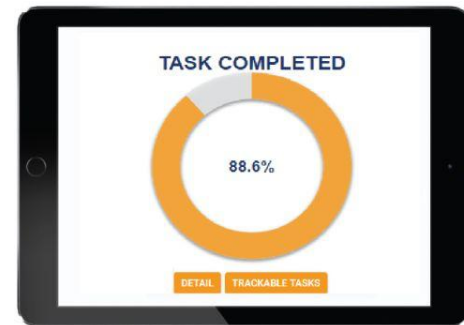 TASK COMPLETED
88.6%
DETAIL
TRACKABLE TASKS